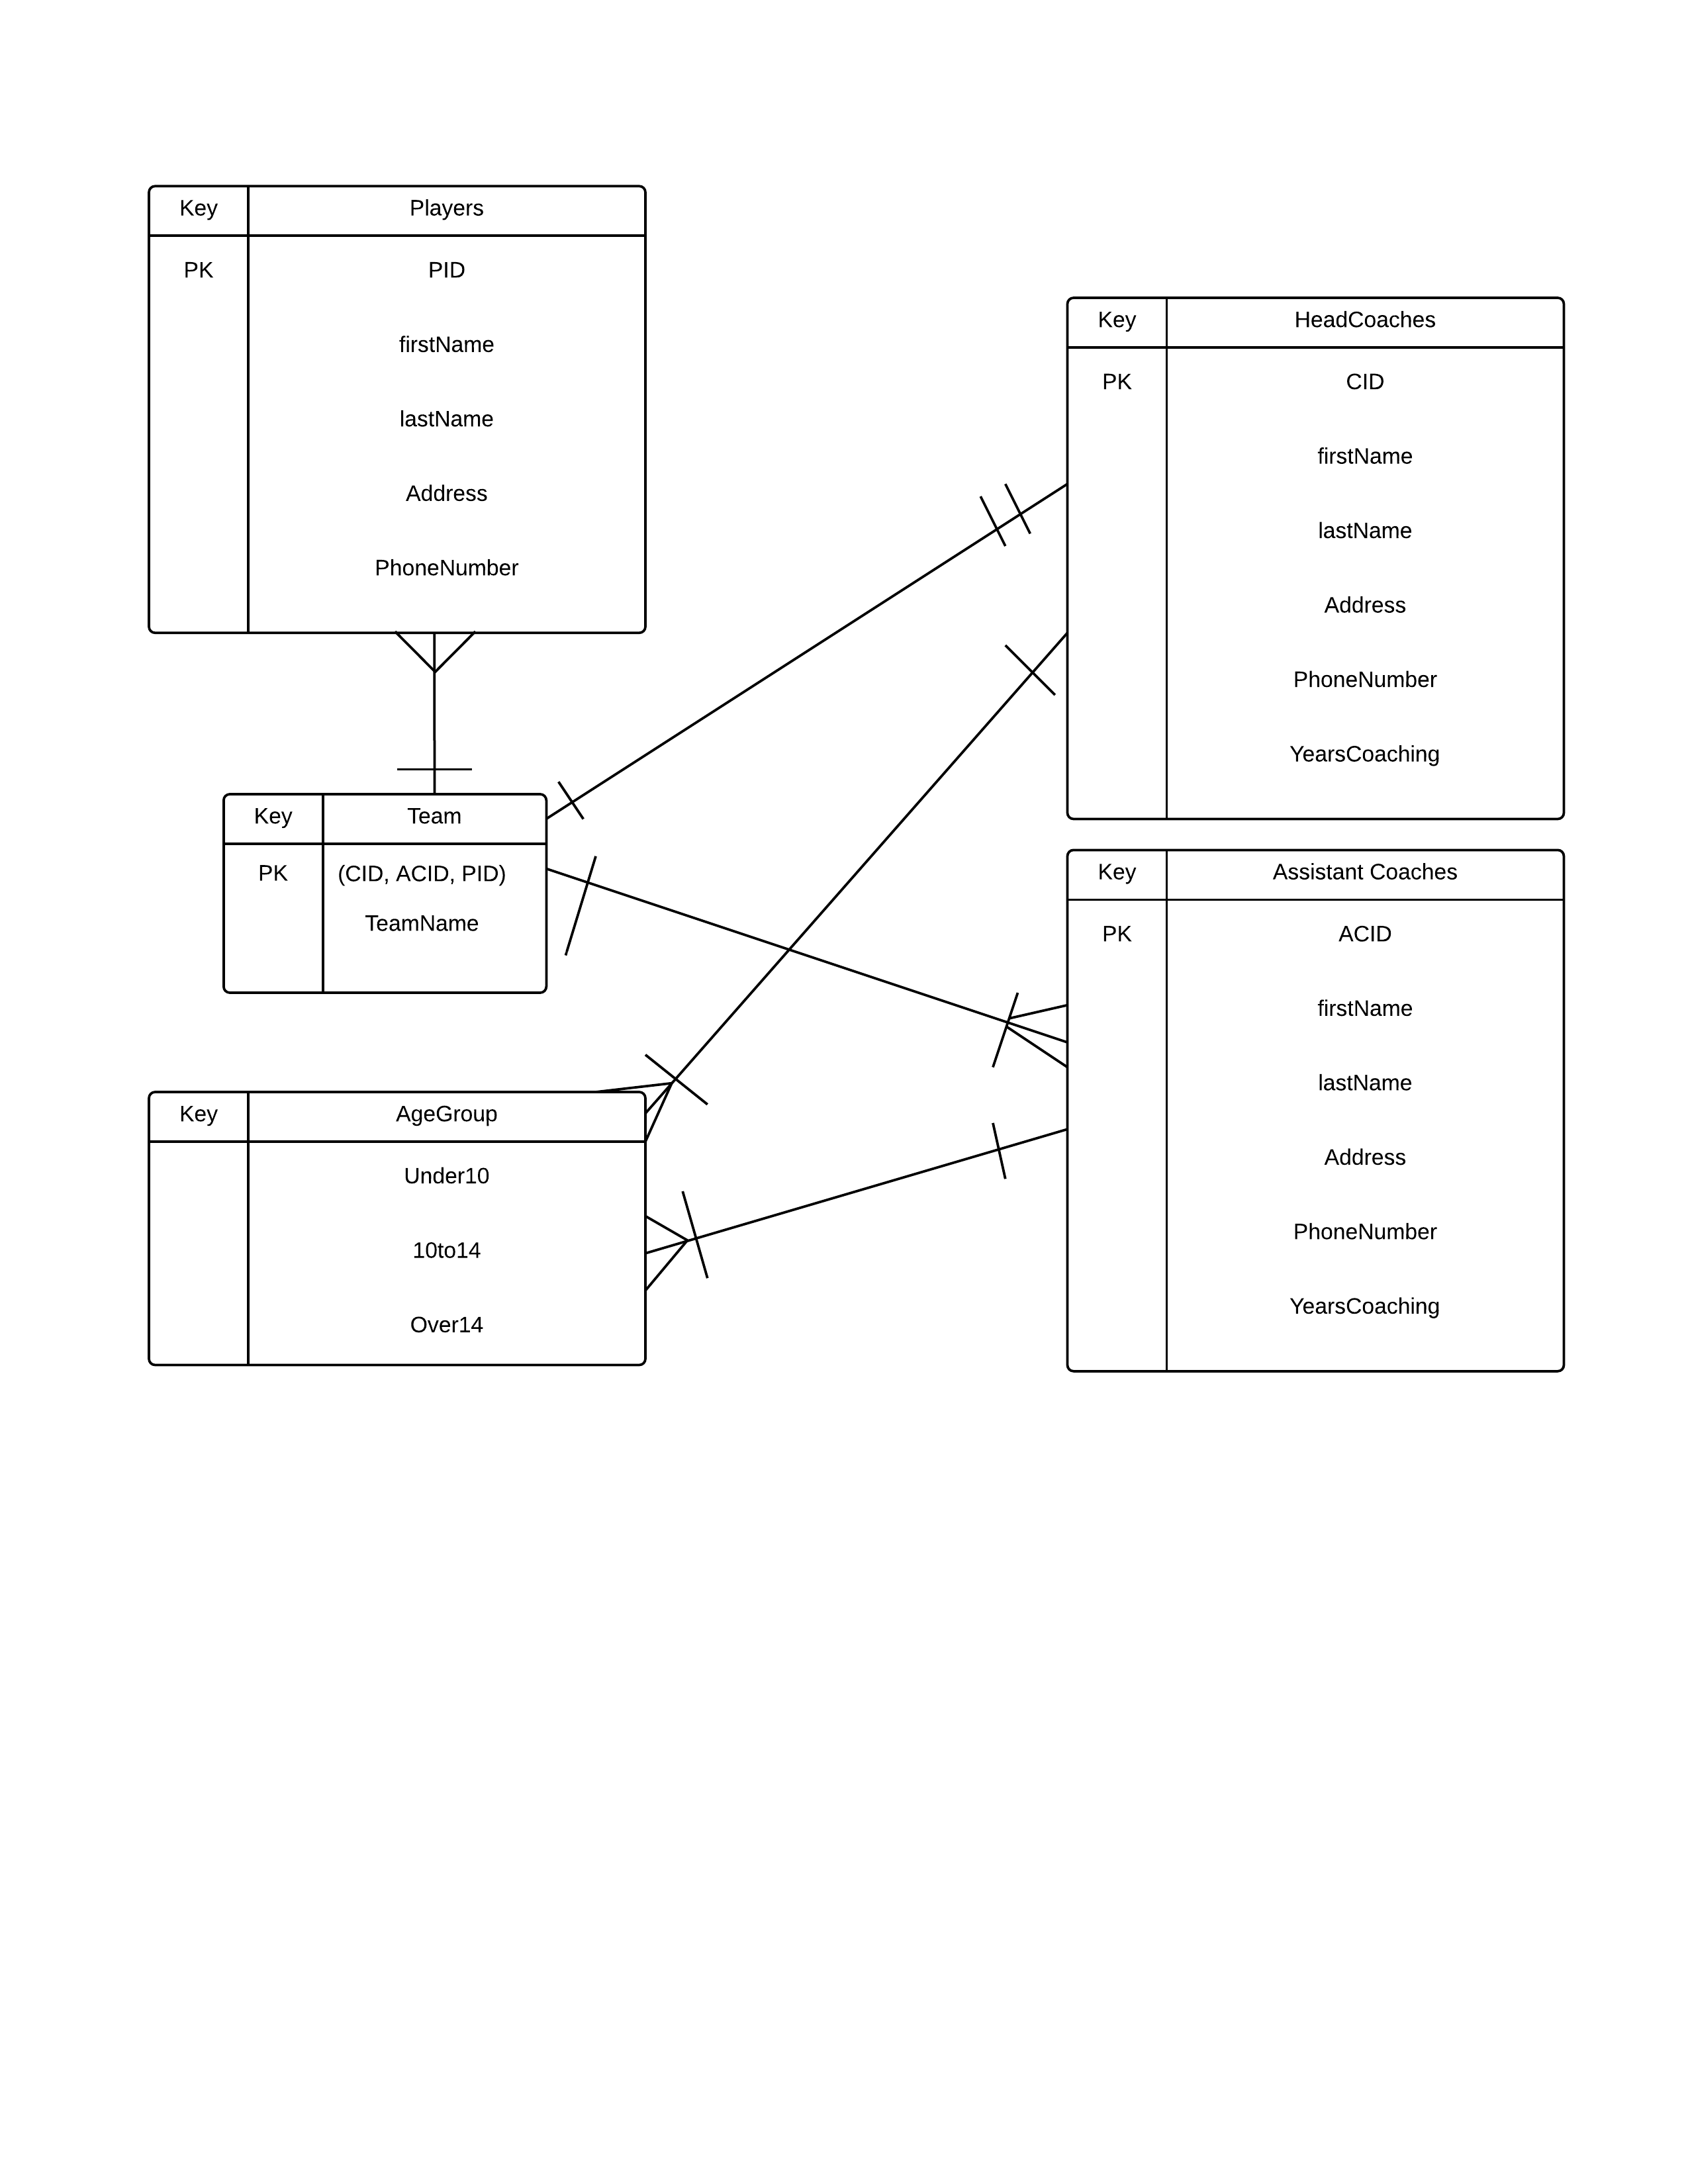 Key Players
PK PID
firstName
lastName
Address
PhoneNumber
Key HeadCoaches
PK CID
firstName
lastName
Address
PhoneNumber
YearsCoaching
Key Team
PK (CID, ACID, PID)
TeamName
Key Assistant Coaches
PK ACID
firstName
lastName
Address
PhoneNumber
YearsCoaching
Key AgeGroup
Under10
10to14
Over14